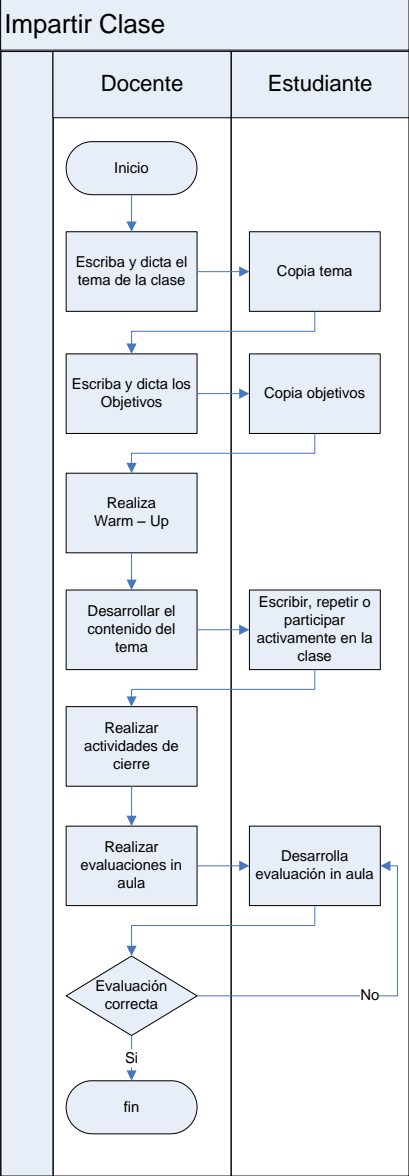 Impartir Clase
Docente
Estudiante
Inicio
Escriba y dicta el
tema de la clase
Copia tema
Escriba y dicta los
Objetivos
Copia objetivos
Realiza
Warm – Up
Desarrollar el
contenido del
tema
Escribir, repetir o
participar
activamente en la
clase
Realizar
actividades de
cierre
Realizar
evaluaciones in
aula
Desarrolla
evaluación in aula
Evaluación
correcta
No
Si
fin